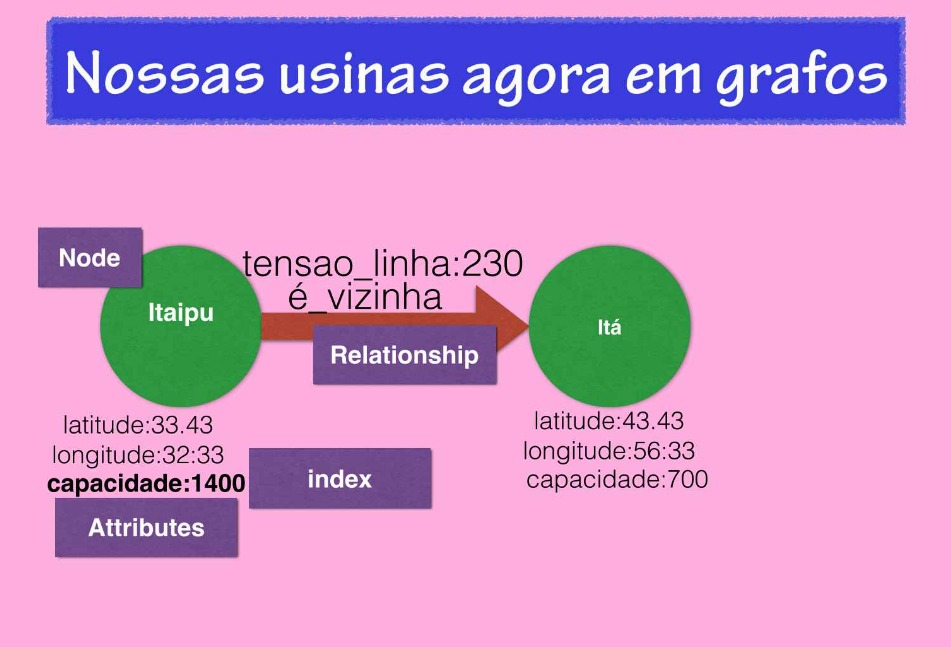 Nossas usinas agora em grafos
Node
tensao_linha:230
é_vizinha
Itaipu
Itá
Relationship
latitude:33.43
longitude:32:33
capacidade:1400
latitude:43.43
longitude:56:33
capacidade:700
index
Attributes